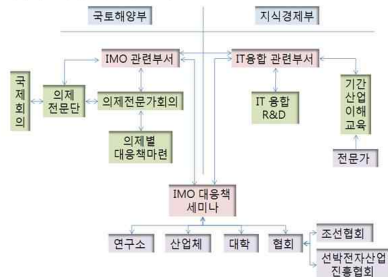 국토해양부
지식경제부
IMO 관련부서
IT융합 관련부서
국
제
회
의
의제
전문단
의제전문가회의
IT 융합
R&D
기간
산업
이해
교육
의제별
대응책마련
전문가
IMO 대응책
세미나
연구소
산업체
대학
협회
조선협회
선박전자산업
진흥협회